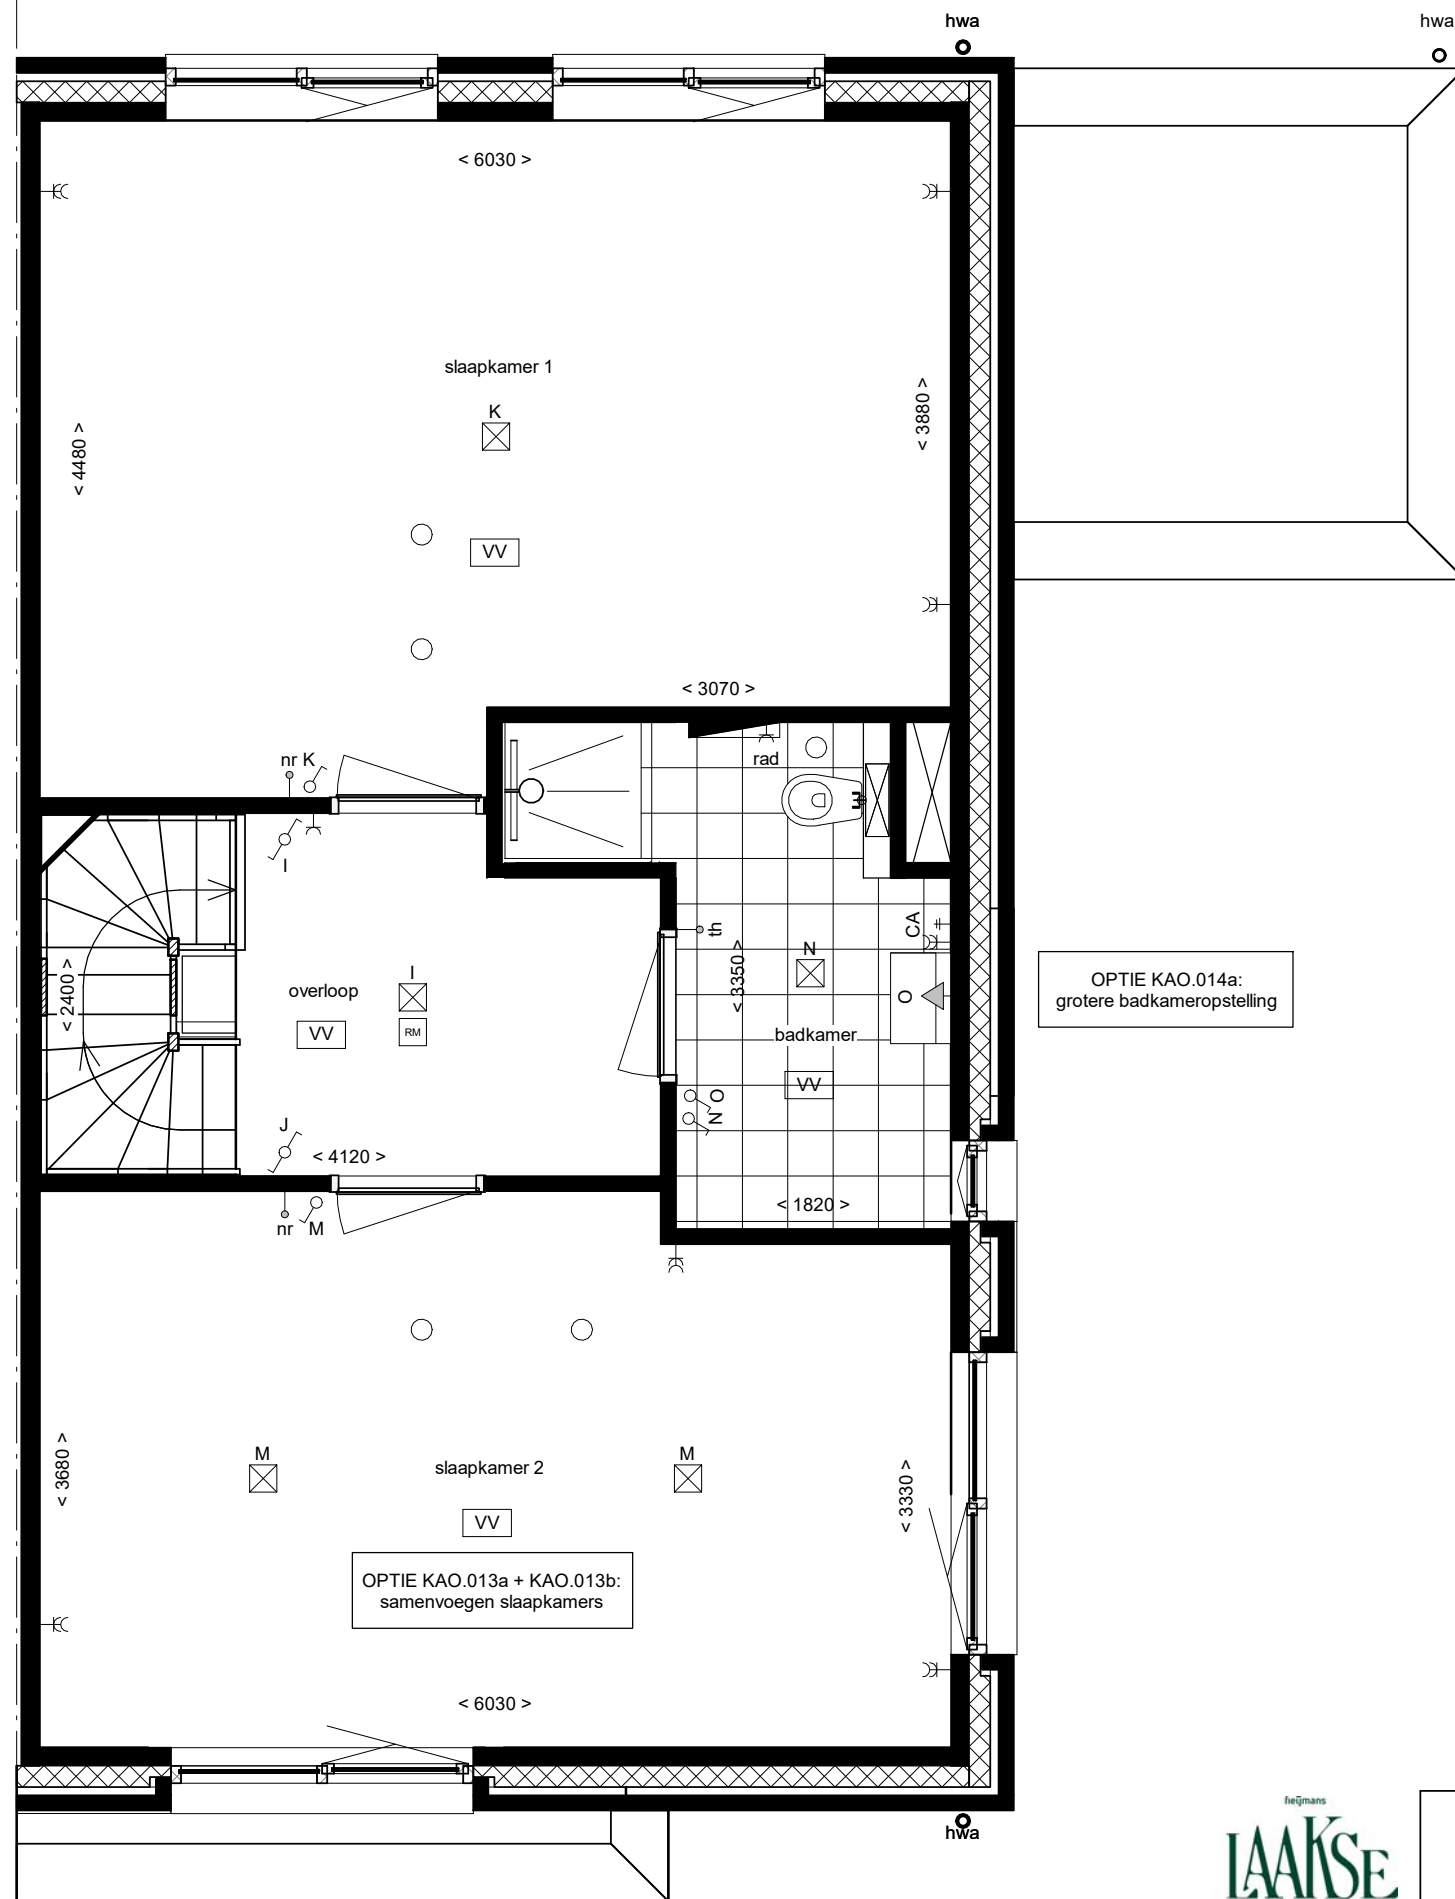 hwa
hwa
< 6030 >
slaapkamer 1
K
< 4480 >
< 3880 >
VV
< 3070 >
nr K
rad
I
th
< 3350 >
N
CA
O
< 2400 >
overloop
I
VV
RM
badkamer
VV
OPTIE KAO.014a:
grotere badkameropstelling
N O
J
< 4120 >
< 1820 >
nr M
M
M
slaapkamer 2
< 3680 >
< 3330 >
VV
OPTIE KAO.013a + KAO.013b:
samenvoegen slaapkamers
< 6030 >
hwa
heijmans
LAAKSE